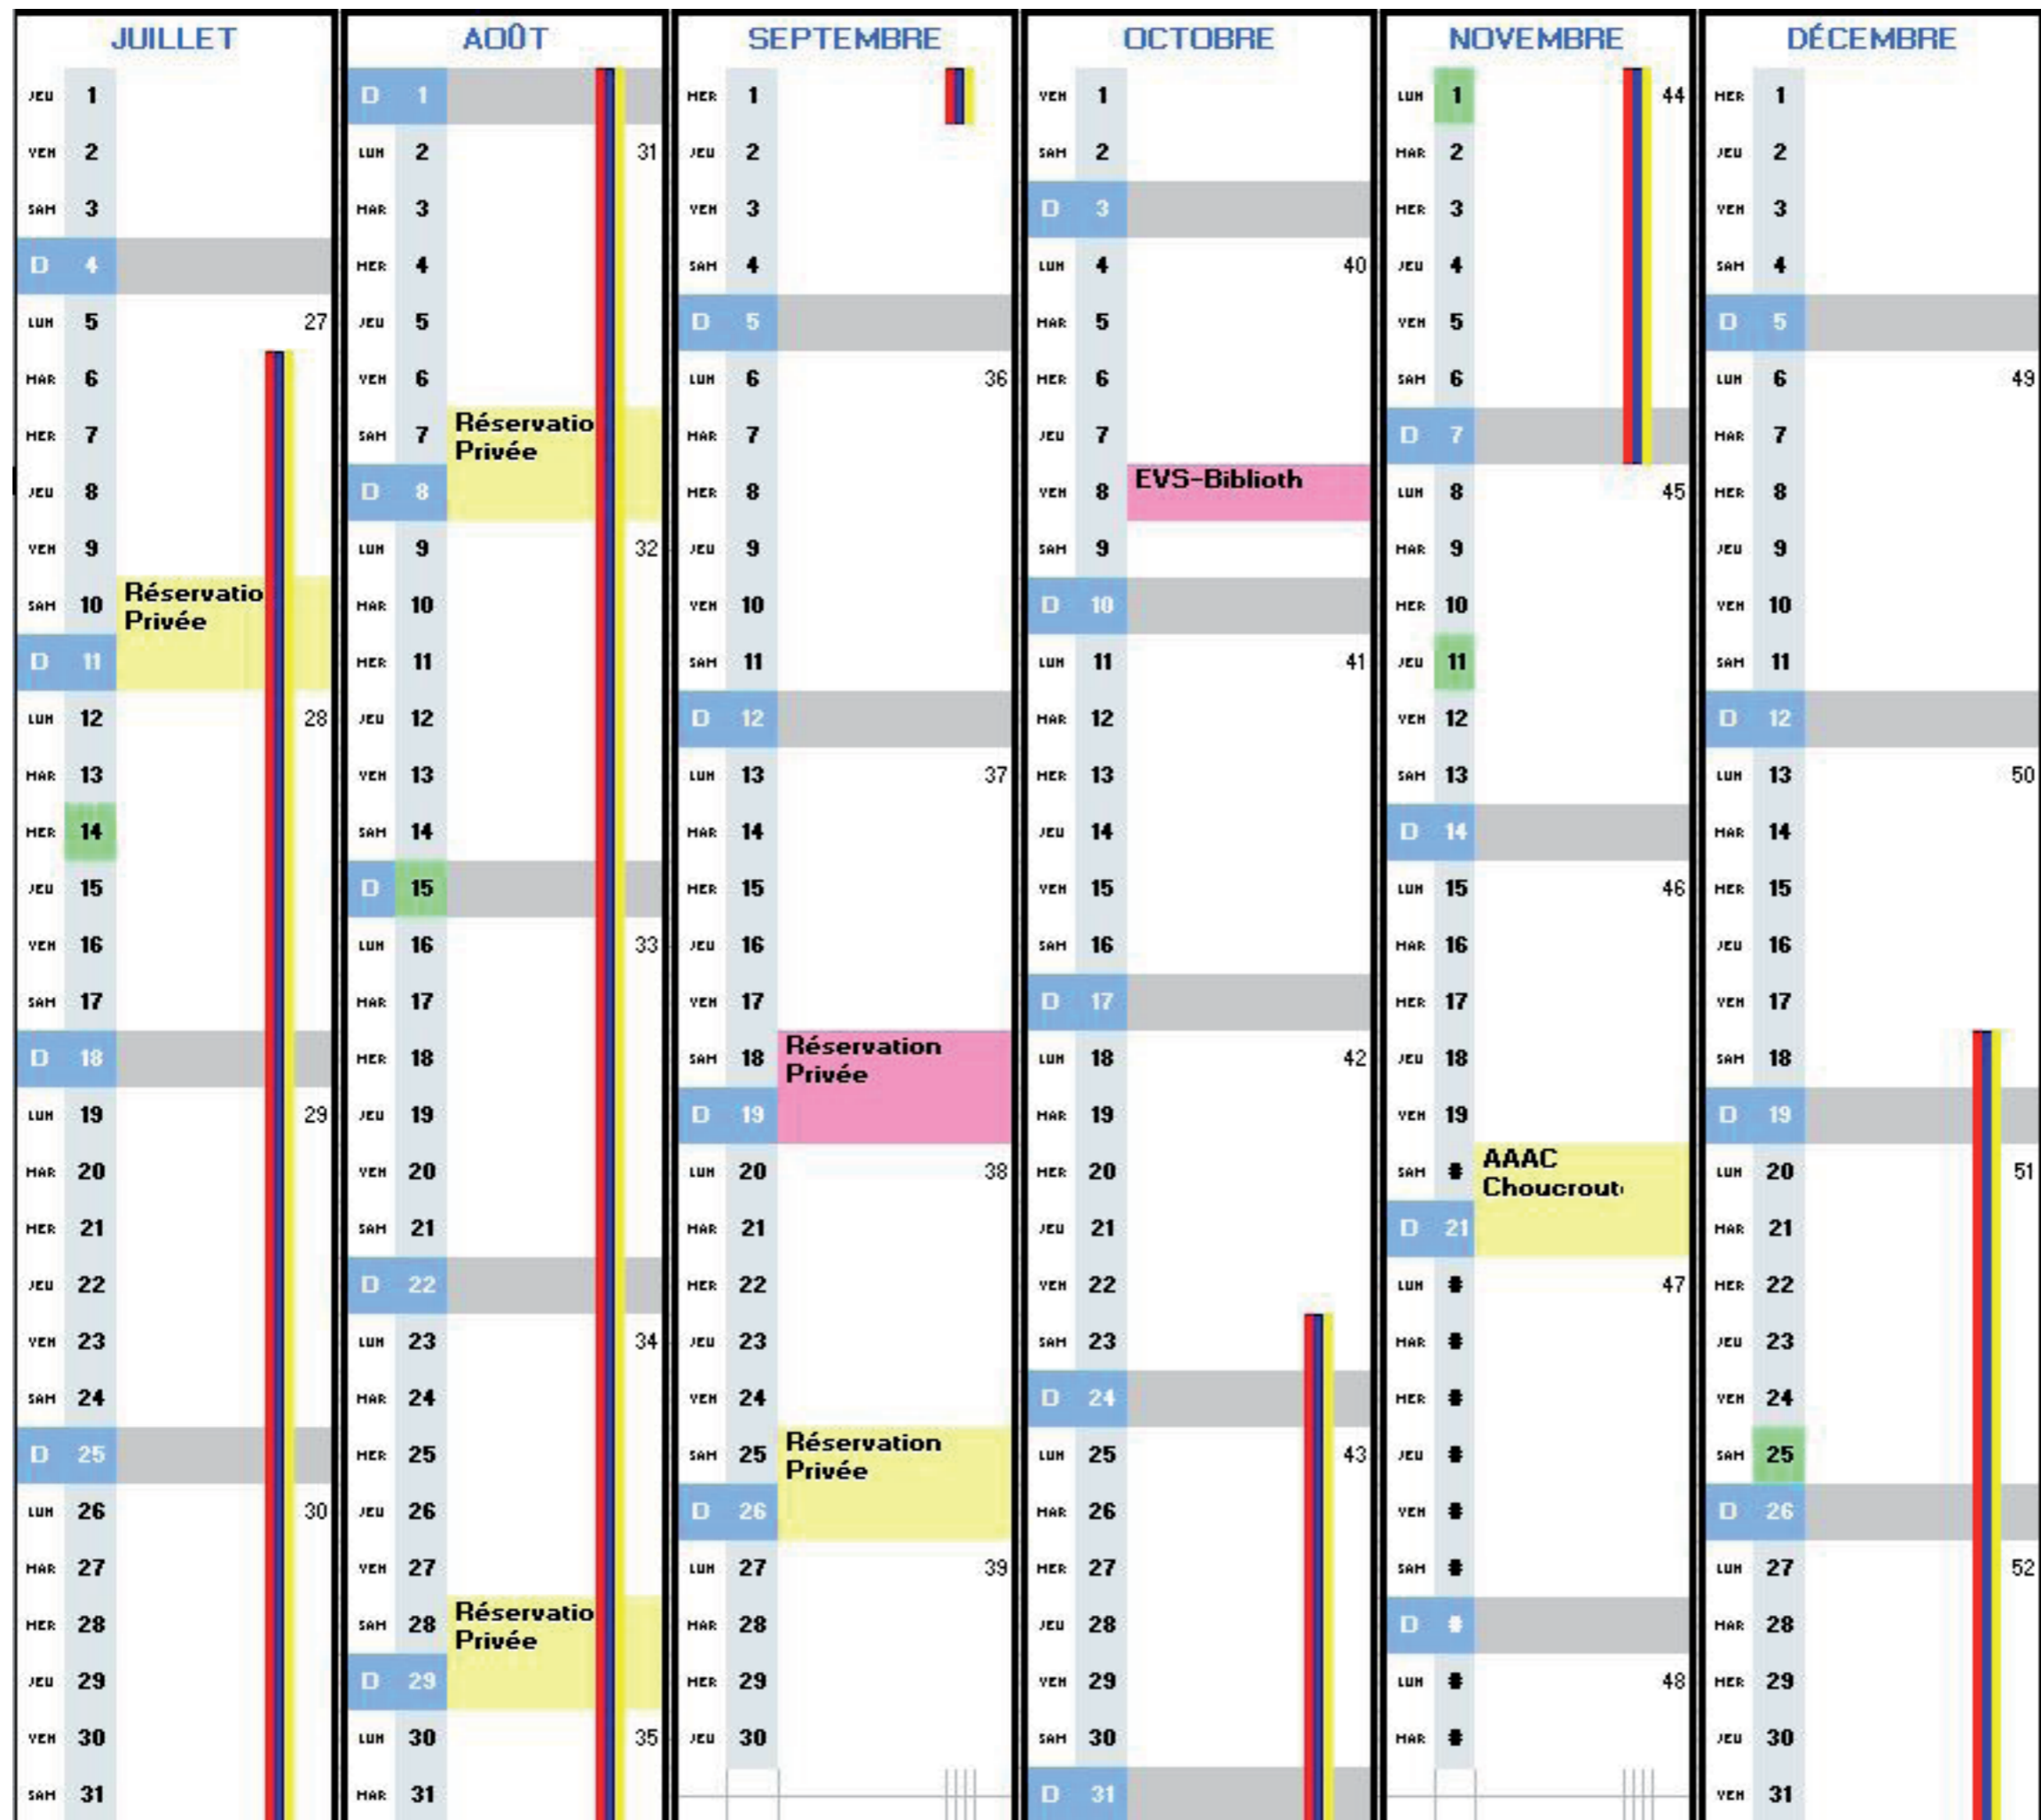 JUILLET
JEU 1
VEN 2
SAM 3
D 4
LUN 5 27
MAR 6
MER 7
JEU 8
VEN 9
SAM 10 Réservatio
Privée
D 11
LUN 12 28
MAR 13
MER 14
JEU 15
VEN 16
SAM 17
D 18
LUN 19 29
MAR 20
MER 21
JEU 22
VEN 23
SAM 24
D 25
LUN 26 30
MAR 27
MER 28
JEU 29
VEN 30
SAM 31
AOÛT
D 1
LUN 2 31
MAR 3
MER 4
JEU 5
VEN 6
SAM 7 Réservatio
Privée
D 8
LUN 9 32
MAR 10
MER 11
JEU 12
VEN 13
SAM 14
D 15
LUN 16 33
MAR 17
MER 18
JEU 19
VEN 20
SAM 21
D 22
LUN 23 34
MAR 24
MER 25
JEU 26
VEN 27
SAM 28 Réservatio
Privée
D 29
LUN 30 35
MAR 31
SEPTEMBRE
MER 1
JEU 2
VEN 3
SAM 4
D 5
LUN 6 36
MAR 7
MER 8
JEU 9
VEN 10
SAM 11
D 12
LUN 13 37
MAR 14
MER 15
JEU 16
VEN 17
SAM 18 Réservation
Privée
D 19
LUN 20 38
MAR 21
MER 22
JEU 23
VEN 24
SAM 25 Réservation
Privée
D 26
LUN 27 39
MAR 28
MER 29
JEU 30
OCTOBRE
VEN 1
SAM 2
D 3
LUN 4 40
MAR 5
MER 6
JEU 7
VEN 8 EVS-Biblioth
SAM 9
D 10
LUN 11 41
MAR 12
MER 13
JEU 14
VEN 15
SAM 16
D 17
LUN 18 42
MAR 19
MER 20
JEU 21
VEN 22
SAM 23
D 24
LUN 25 43
MAR 26
MER 27
JEU 28
VEN 29
SAM 30
D 31
NOVEMBRE
LUN 1 44
MAR 2
MER 3
JEU 4
VEN 5
SAM 6
D 7
LUN 8 45
MAR 9
MER 10
JEU 11
VEN 12
SAM 13
D 14
LUN 15 46
MAR 16
MER 17
JEU 18
VEN 19
SAM # AAAC
Choucrout
D 21
LUN # 47
MAR #
MER #
JEU #
VEN #
SAM #
D #
LUN # 48
MAR #
DÉCEMBRE
MER 1
JEU 2
VEN 3
SAM 4
D 5
LUN 6 49
MAR 7
MER 8
JEU 9
VEN 10
SAM 11
D 12
LUN 13 50
MAR 14
MER 15
JEU 16
VEN 17
SAM 18
D 19
LUN 20 51
MAR 21
MER 22
JEU 23
VEN 24
SAM 25
D 26
LUN 27 52
MAR 28
MER 29
JEU 30
VEN 31